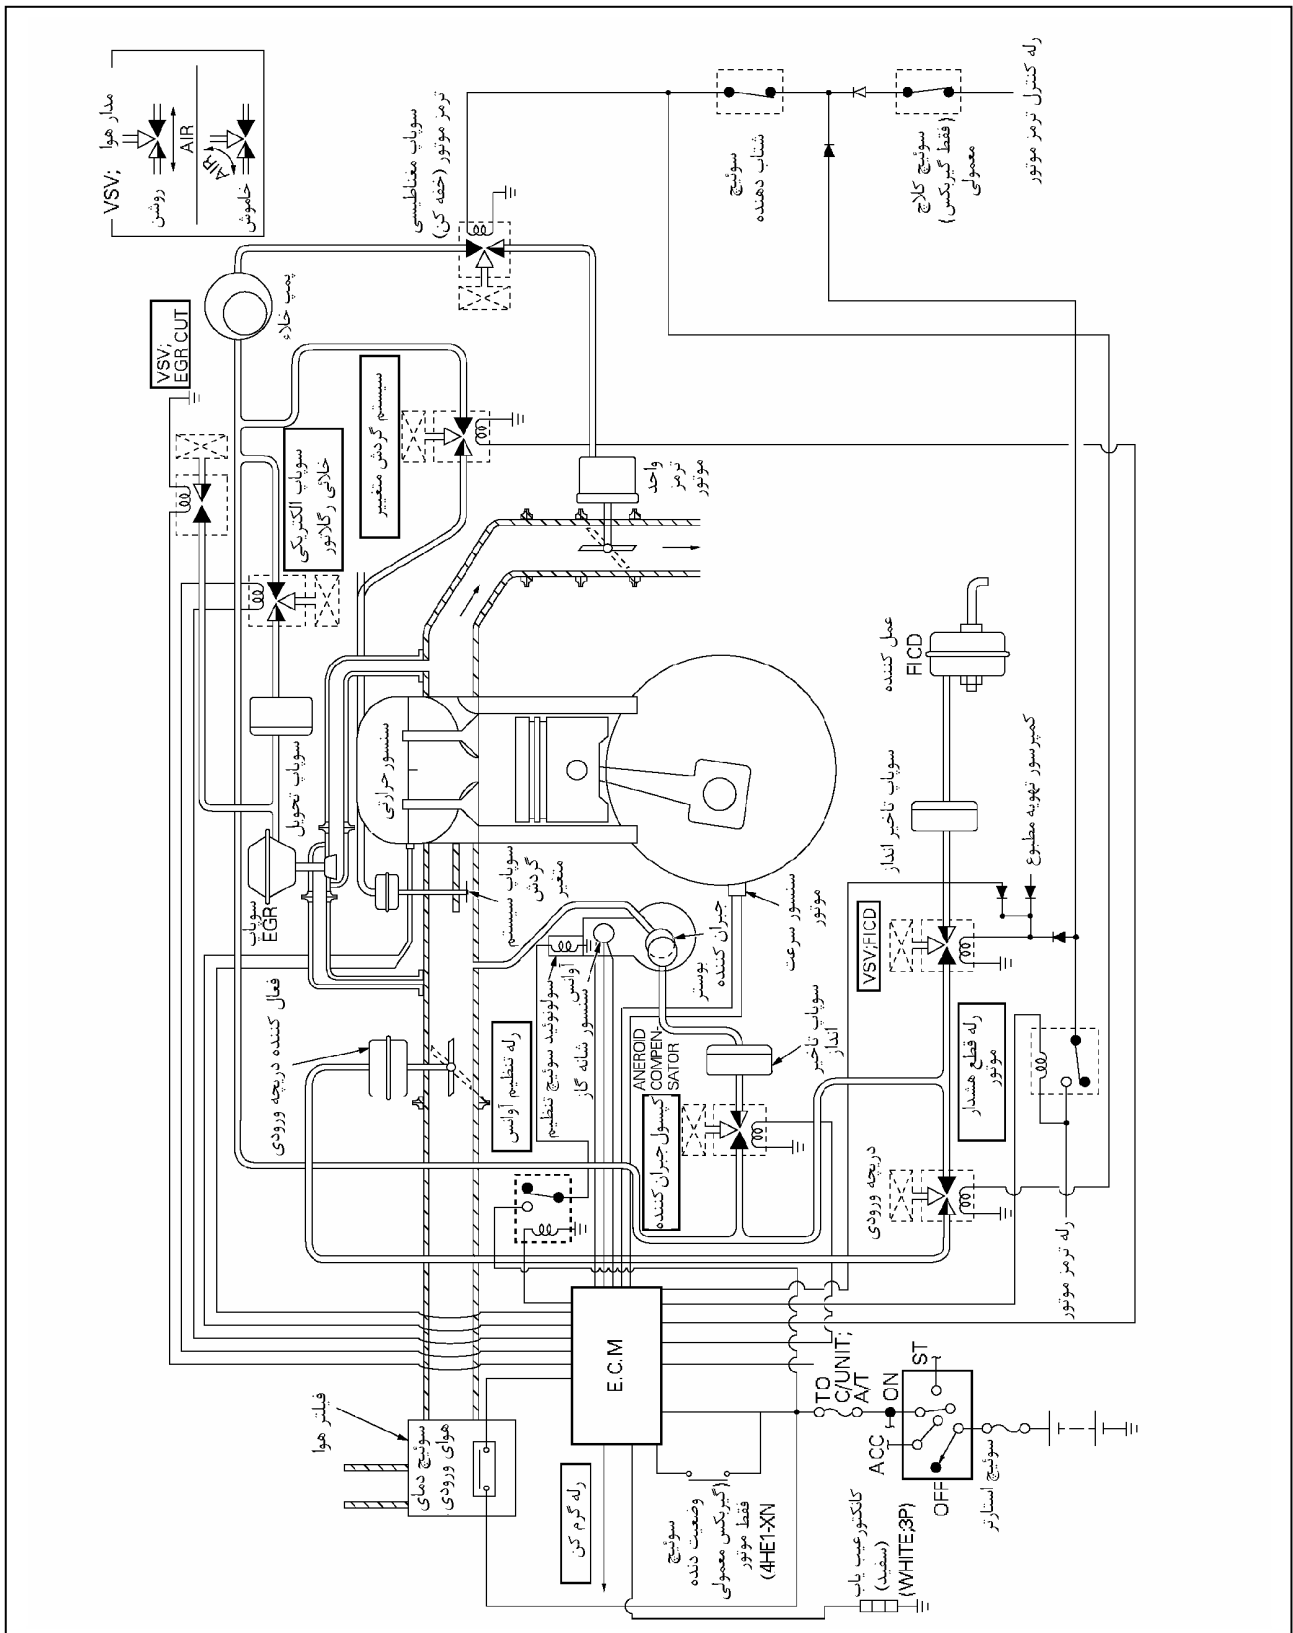 VSV;
مدار هوا
روشن
AIR
AIR
خاموش
سوپاپ مغناطیسی
ترمز موتور (خفه کن)
سوئیچ
شتاب دهنده
سوئیچ کلاچ
(فقط گیربکس
معمولی
رله کنترل ترمز موتور
پمپ خلاء
VSV;
EGR CUT
سوپاپ الکتریکی
خلائی رگلاتور
سیستم گردش متغییر
واحد
ترمز
موتور
سوپاپ تحویل
سنسور حرارتی
سوپاپ
EGR
سوپاپ سیستم
گردش
متغیر
فعال کننده دریچه ورودی
رله تنظیم آوانس
سولونوئید سوئیچ تنظیم
آوانس
سنسور شانه گاز
جبران کننده
بوستر
سنسور سرعت
موتور
ANEROID
COMPEN-
SATOR
کپسول جبران کننده
سوپاپ تاخیر
انداز
عمل کننده
FICD
سوپاپ تاخیر انداز
کمپرسور تهویه مطبوع
VSV;FICD
رله قطع هشدار
موتور
دریچه ورودی
رله ترمز موتور
فیلتر هوا
سوئیچ دمای
هوای ورودی
E.C.M
رله گرم کن
سوئیچ
وضعیت دنده
(گیربکس معمولی
فقط موتور
(4HE1-XN
TO
C/UNIT;
A/T
ON
ST
ACC
OFF
سوئیچ استارتر
کانکتور عیب یاب
(سفید)
(WHITE;3P)